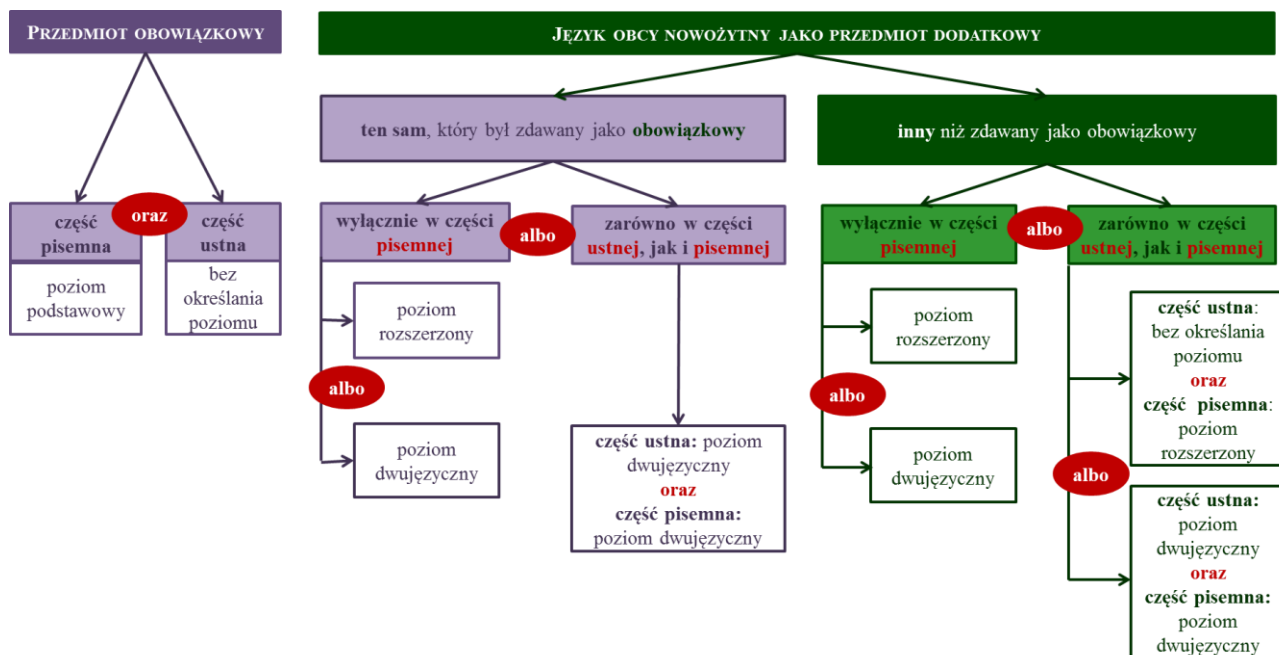 PRZEDMIOT OBOWIĄZKOWY
część
pisemna
oraz
część
ustna
poziom
podstawowy
bez
określania
poziomu
JĘZYK OBCY NOWOŻYTNY JAKO PRZEDMIOT DODATKOWY
ten sam, który był zdawany jako obowiązkowy
wyłącznie w części
pisemnej
albo
zarówno w części
ustnej, jak i pisemnej
poziom
rozszerzony
albo
poziom
dwujęzyczny
część ustna: poziom
dwujęzyczny
oraz
część pisemna:
poziom dwujęzyczny
inny niż zdawany jako obowiązkowy
wyłącznie w części
pisemnej
albo
zarówno w części
ustnej, jak i pisemnej
poziom
rozszerzony
albo
poziom
dwujęzyczny
część ustna:
bez określania
poziomu
oraz
część pisemna:
poziom
rozszerzony
albo
część ustna:
poziom
dwujęzyczny
oraz
część pisemna:
poziom
dwujęzyczny